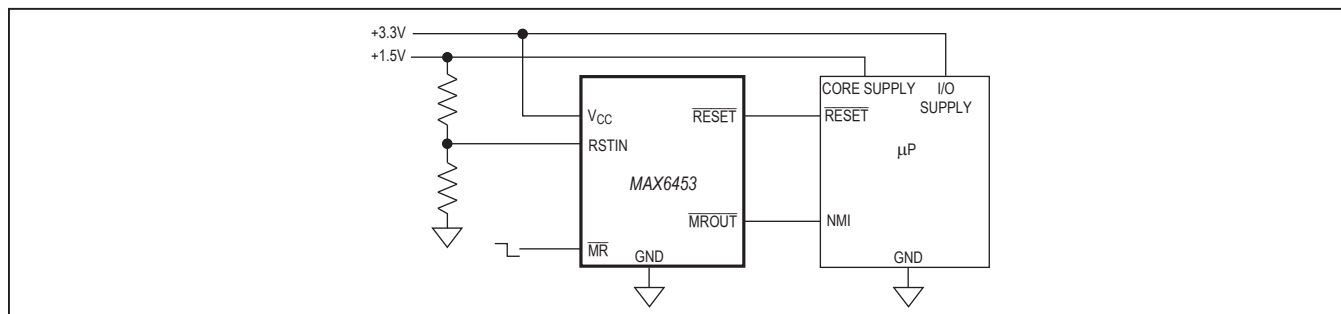 +3.3V
+1.5V
CORE SUPPLY
I/O
SUPPLY
VCC
RESET
RESET
RSTIN
µP
MAX6453
MROUT
NMI
MR
GND
GND